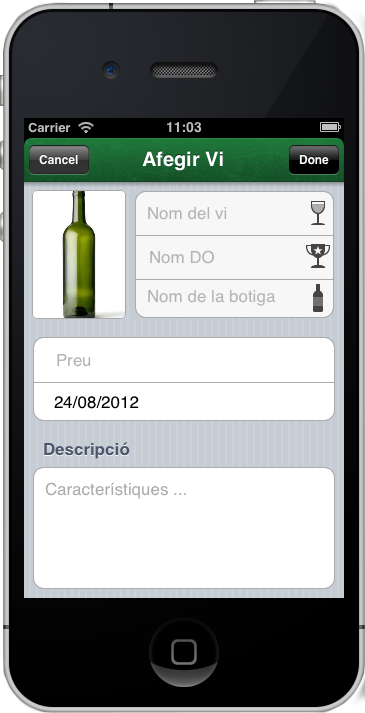 Carrier 11:03
Cancel Afegir Vi Done
Nom del vi
Nom DO
Nom de la botiga
Preu
24/08/2012
Descripció
Característiques ...